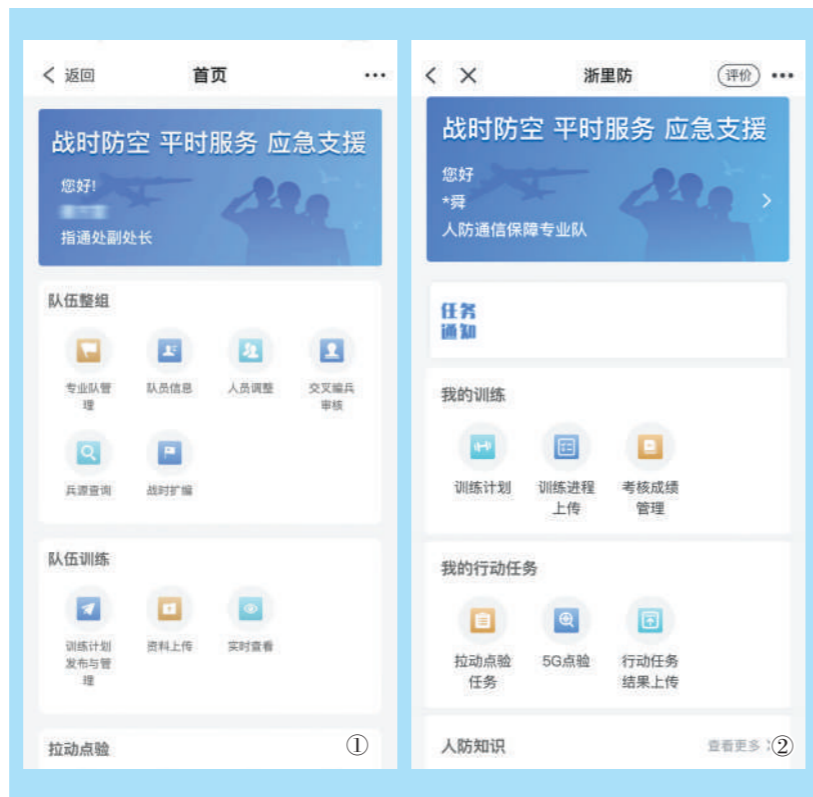 返回
首页
战时防空 平时服务 应急支援
您好!
指通处副处长
队伍整组
专业队管
理
队员信息
人员调整
交叉编兵
审核
兵源查询
战时扩编
队伍训练
训练计划
发布与管
理
资料上传
实时查看
拉动点验
①
浙里防
评价
战时防空 平时服务 应急支援
您好
*舜
人防通信保障专业队
任务
通知
我的训练
训练计划
训练进程
上传
考核成绩
管理
我的行动任务
拉动点验
任务
5G点验
行动任务
结果上传
人防知识
查看更多
②